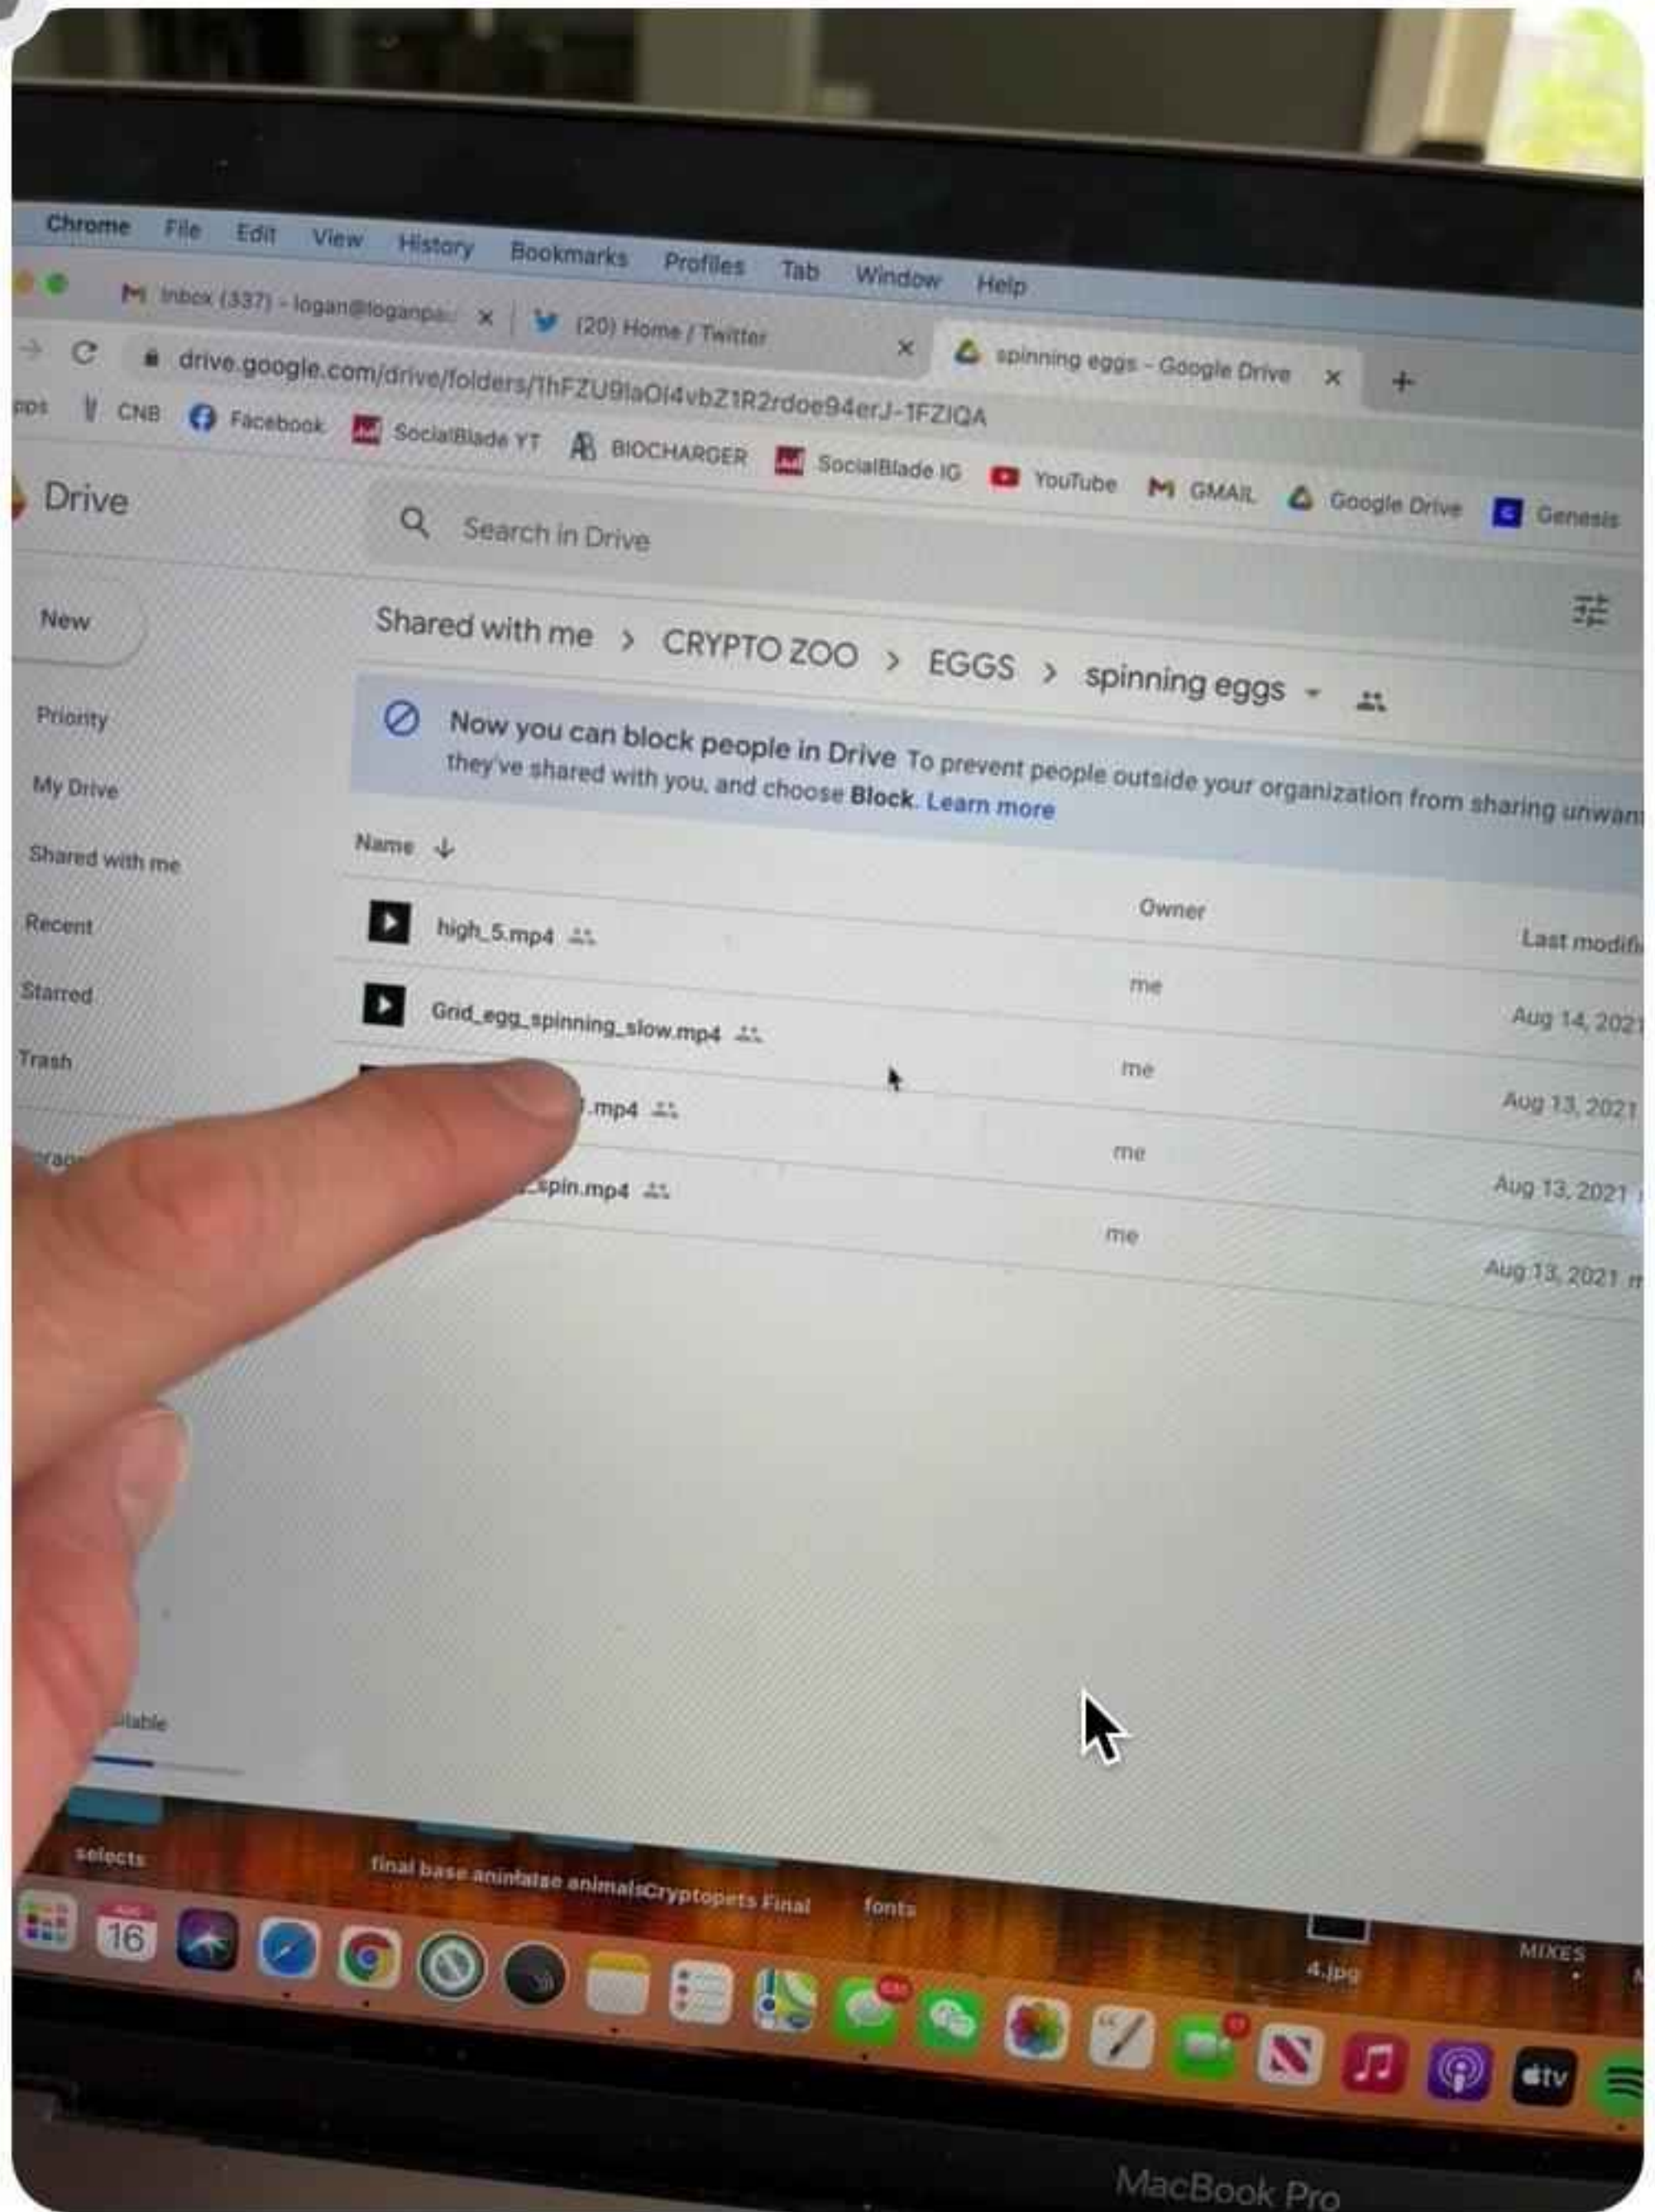 Chrome File Edit View History Bookmarks Profiles Tab Window Help
Inbox (337) - logan@loganpau (20) Home / Twitter spinning eggs - Google Drive
drive.google.com/drive/folders/
CNB Facebook SocialBlade YT BIOCHARGER SocialBlade IG YouTube GMAIL Google Drive Genesis
Drive
Search in Drive
New
Shared with me > CRYPTO ZOO > EGGS > spinning eggs
Priority
My Drive
Shared with me
Recent
Starred
Trash
Now you can block people in Drive To prevent people outside your organization from sharing unwan
they've shared with you, and choose Block. Learn more
Name Owner Last modifi
high_5.mp4 me Aug 14, 2021
Grid_egg_spinning_slow.mp4 me Aug 13, 2021
.mp4 me Aug 13, 2021
_spin.mp4 me Aug 13, 2021
selects
final base Cryptopets Final fonts
4.jpg
MIXES
16
tv
MacBook Pro